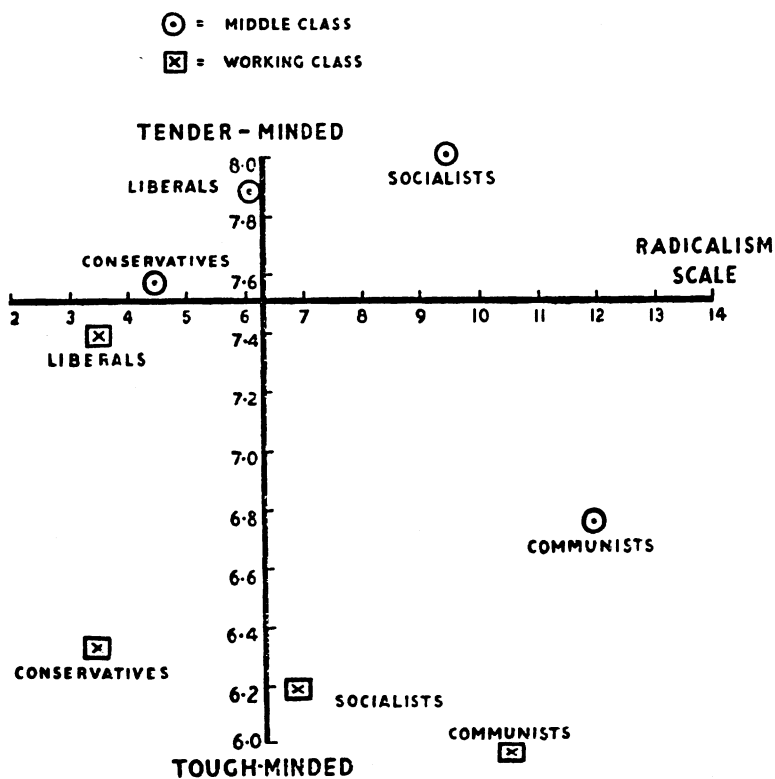 = MIDDLE CLASS
= WORKING CLASS
TENDER-MINDED
8·0
SOCIALISTS
LIBERALS
7·8
RADICALISM
SCALE
CONSERVATIVES
7·6
2 3 4 5 6 7 8 9 10 11 12 13 14
7·4
LIBERALS
7·2
7·0
6·8
COMMUNISTS
6·6
6·4
CONSERVATIVES
6·2
SOCIALISTS
COMMUNISTS
6·0
TOUGH-MINDED